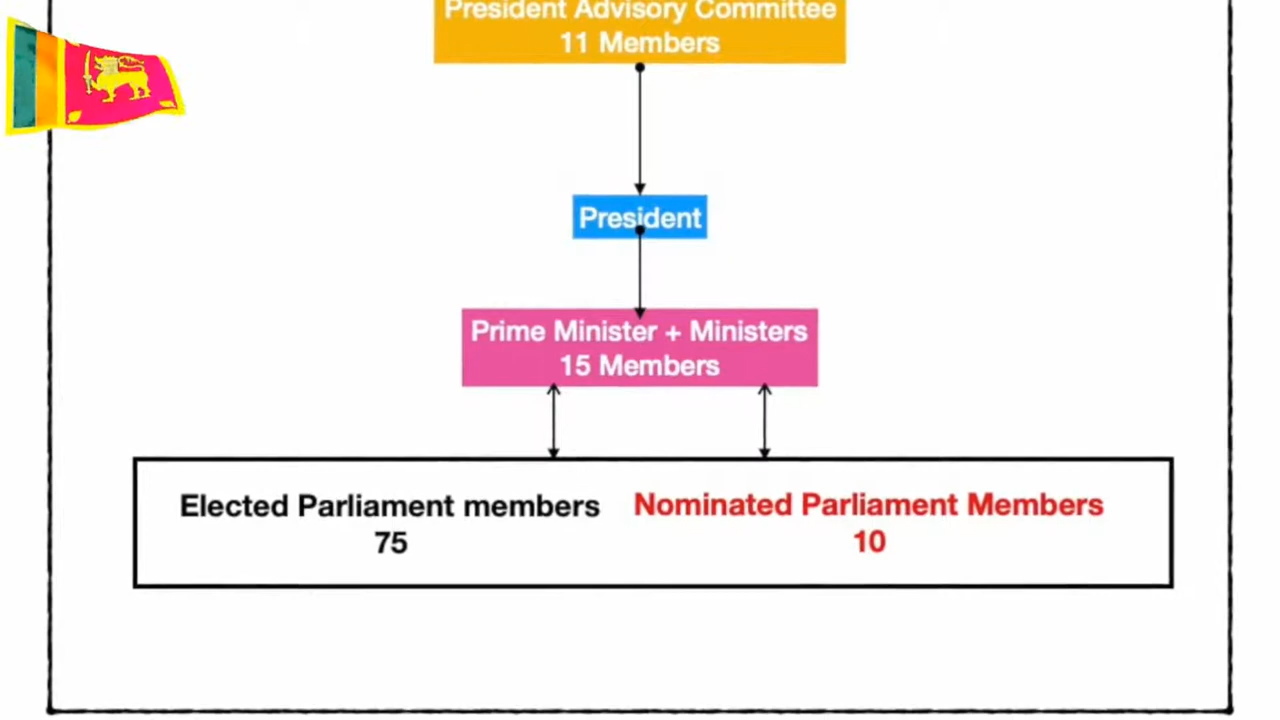 President Advisory Committee
11 Members
President
Prime Minister + Ministers
15 Members
Elected Parliament members
75
Nominated Parliament Members
10